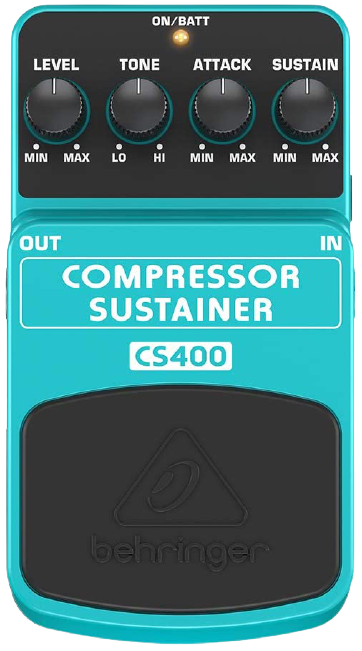 ON/BATT
LEVEL TONE ATTACK SUSTAIN
MIN MAX LO HI MIN MAX MIN MAX
OUT IN
COMPRESSOR
SUSTAINER
CS400
behringer